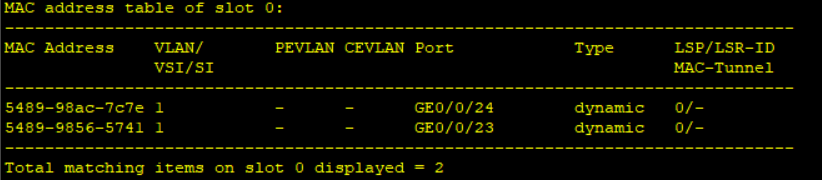 MAC address table of slot 0:
-------------------------------------------------------------------------------
MAC Address    VLAN/       PEVLAN CEVLAN Port            Type      LSP/LSR-ID
               VSI/SI                                              MAC-Tunnel
-------------------------------------------------------------------------------
5489-98ac-7c7e 1           -      -      GE0/0/24        dynamic   0/-
5489-9856-5741 1           -      -      GE0/0/23        dynamic   0/-
-------------------------------------------------------------------------------
Total matching items on slot 0 displayed = 2